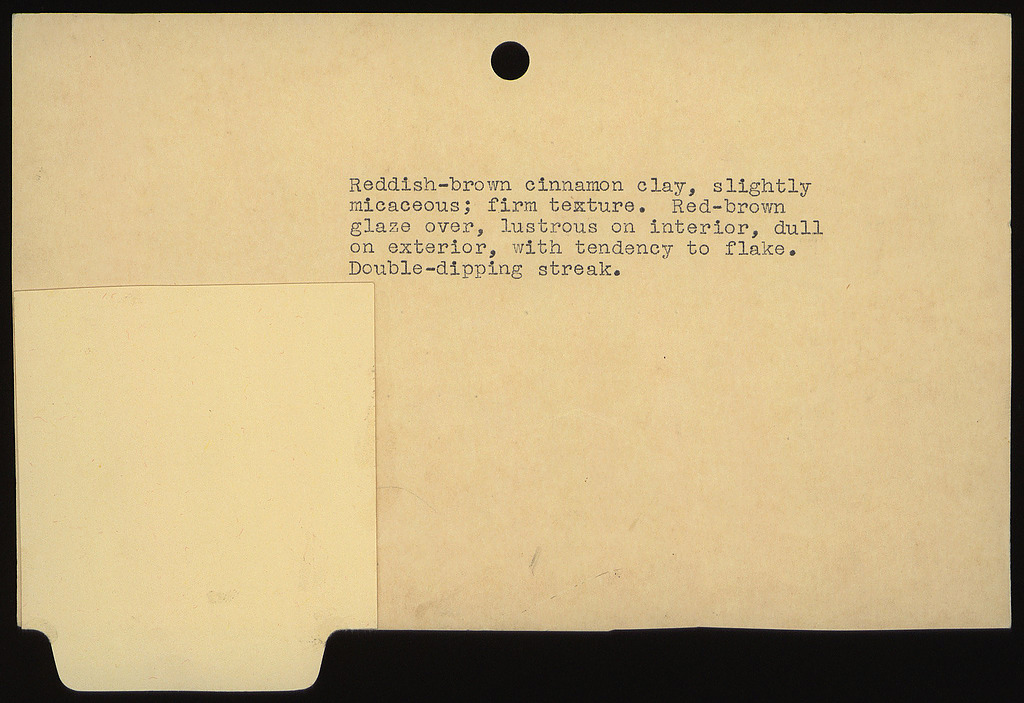 Reddish-brown cinnamon clay, slightly
micaceous; firm texture.  Red-brown
glaze over, lustrous on interior, dull
on exterior, with tendency to flake.
Double-dipping streak.